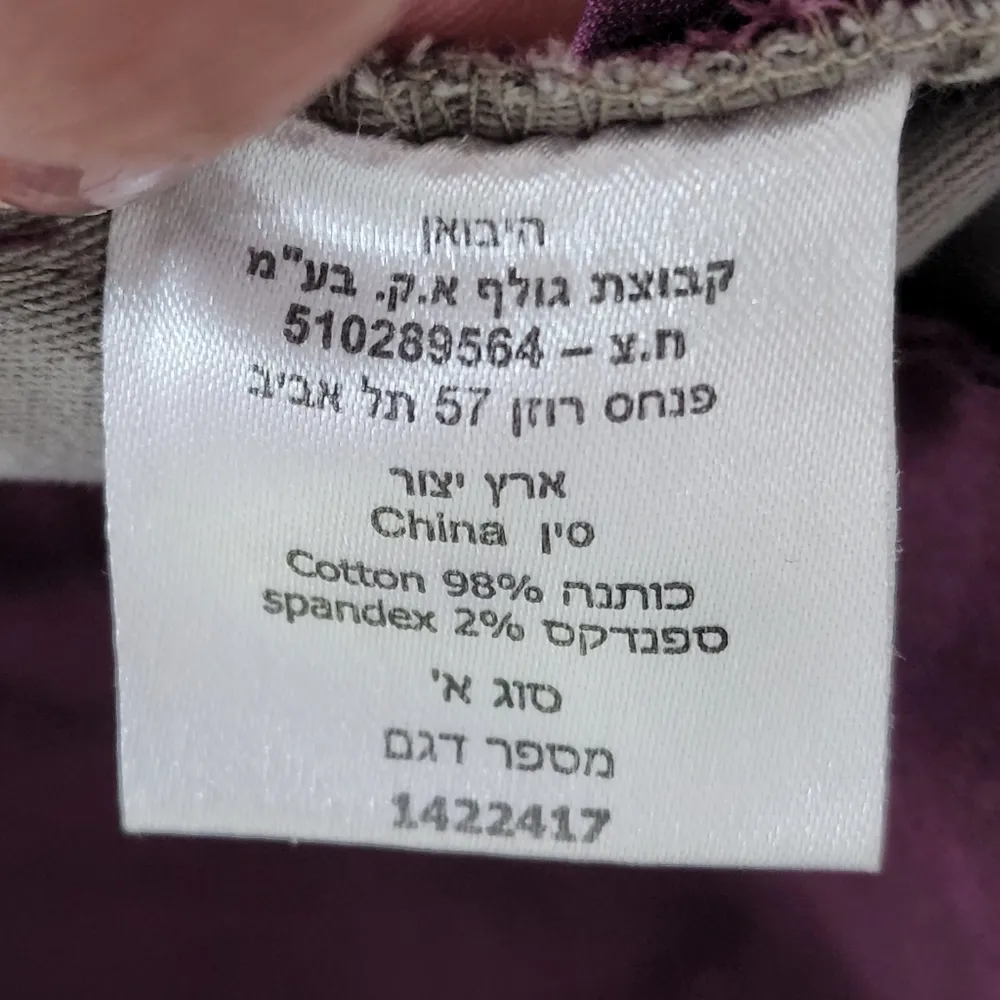 היבואן
קבוצת גולף א.ק. בע"מ
ח.צ – 510289564
פנחס רוזן 57 תל אביב
ארץ יצור
סין China
כותנה 98% Cotton
ספנדקס 2% spandex
סוג א'
מספר דגם
1422417